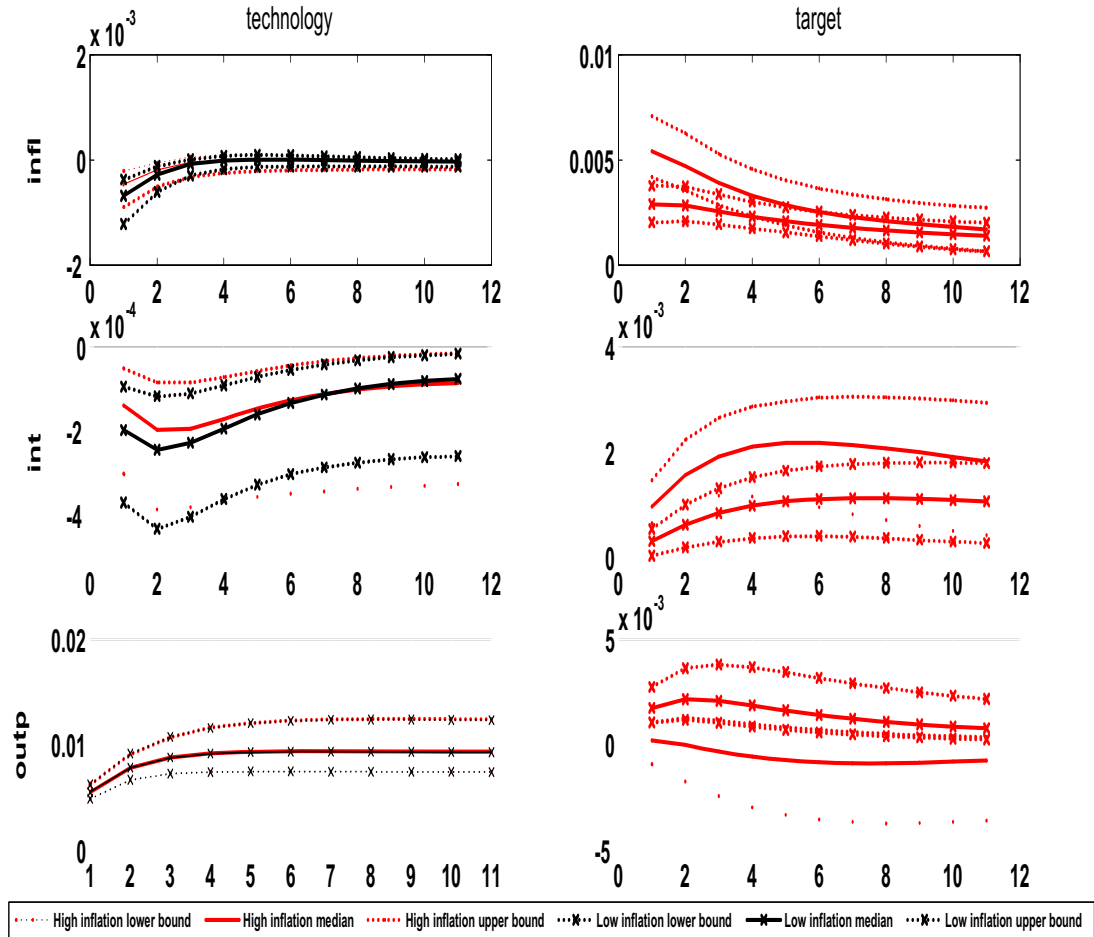 technology
target
x 10^-3
2
0
-2
infl
0 2 4 6 8 10 12
0.01
0.005
0
0 2 4 6 8 10 12
x 10^-4
0
-2
-4
int
0 2 4 6 8 10 12
x 10^-3
4
2
0
0 2 4 6 8 10 12
0.02
0.01
0
outp
1 2 3 4 5 6 7 8 9 10 11
x 10^-3
5
0
-5
0 2 4 6 8 10 12
High inflation lower bound High inflation median High inflation upper bound Low inflation lower bound Low inflation median Low inflation upper bound